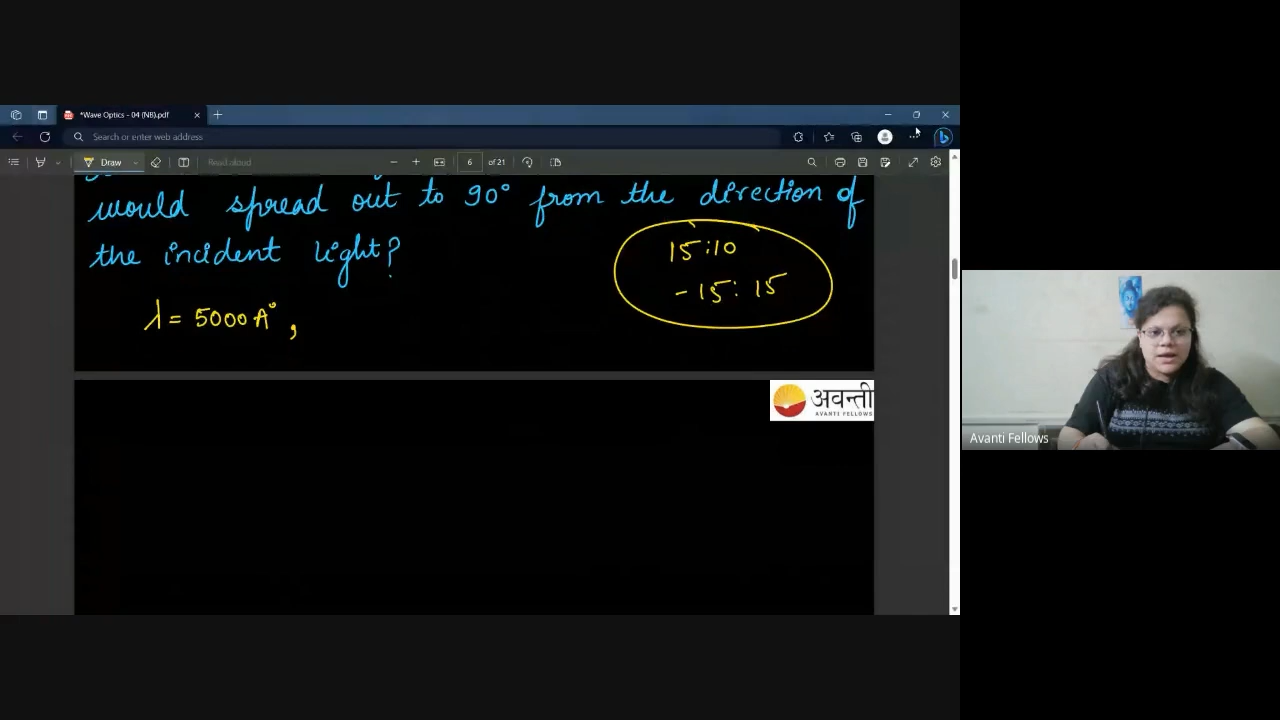 *Wave Optics - 04 (NB).pdf
Search or enter web address
Draw
Read aloud
6 of 21
would spread out to 90° from the direction of
the incident light?
15:10
-15: 15
λ = 5000 A°,
अवन्ती
AVANTI FELLOWS
Avanti Fellows